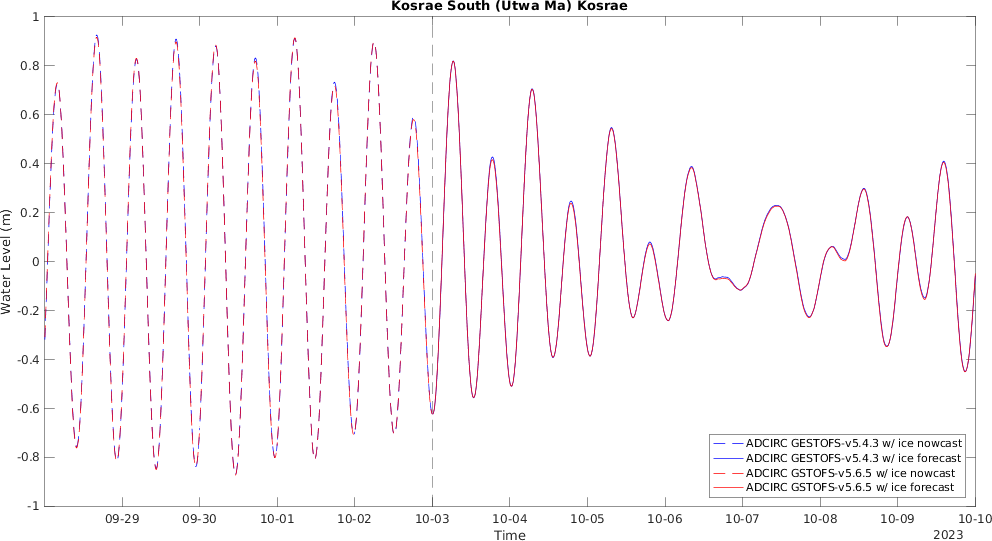 Kosrae South (Utwa Ma) Kosrae
1
0.8
0.6
0.4
0.2
0
-0.2
-0.4
-0.6
-0.8
-1
Water Level (m)
ADCIRC GESTOFS-v5.4.3 w/ ice nowcast
ADCIRC GESTOFS-v5.4.3 w/ ice forecast
ADCIRC GSTOFS-v5.6.5 w/ ice nowcast
ADCIRC GSTOFS-v5.6.5 w/ ice forecast
09-29 09-30 10-01 10-02 10-03 10-04 10-05 10-06 10-07 10-08 10-09 10-10
Time
2023